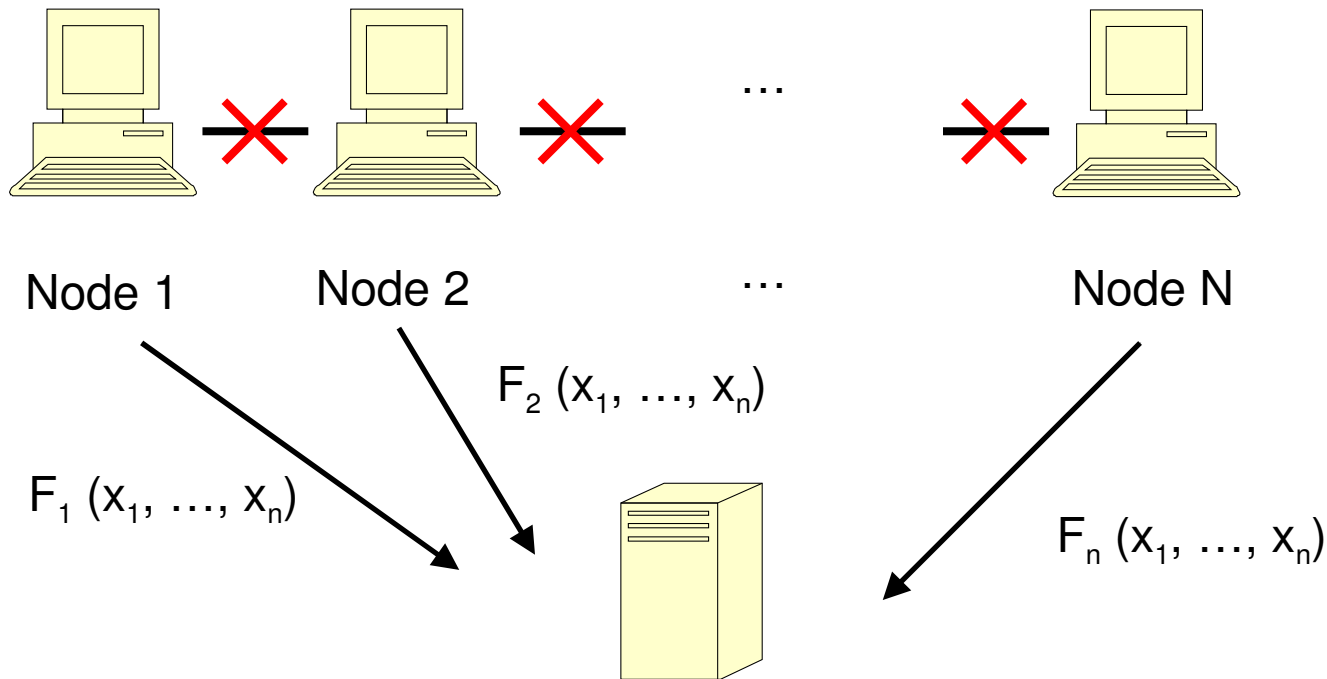 …
Node 1
Node 2
…
Node N
F₂ (x₁, …, xₙ)
F₁ (x₁, …, xₙ)
Fₙ (x₁, …, xₙ)